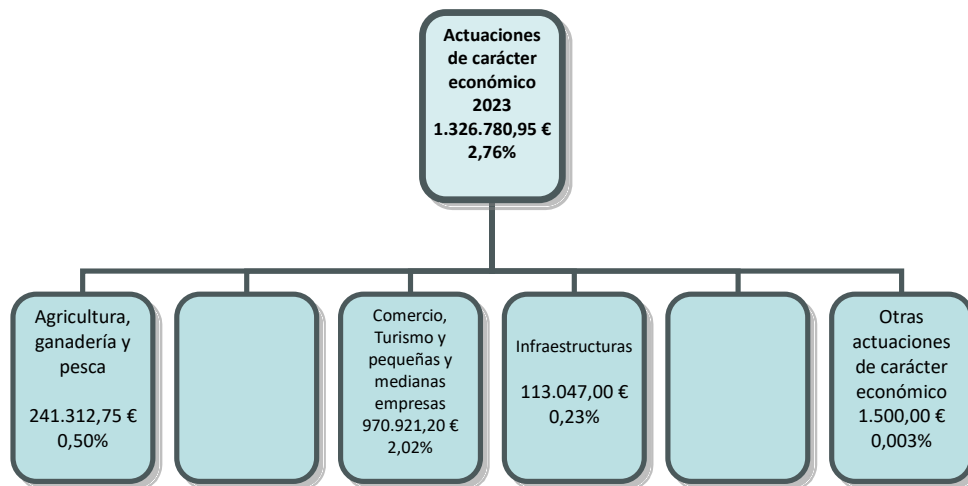 Actuaciones
de carácter
económico
2023
1.326.780,95 €
2,76%
Agricultura,
ganadería y
pesca
241.312,75 €
0,50%
Comercio,
Turismo y
pequeñas y
medianas
empresas
970.921,20 €
2,02%
Infraestructuras
113.047,00 €
0,23%
Otras
actuaciones
de carácter
económico
1.500,00 €
0,003%